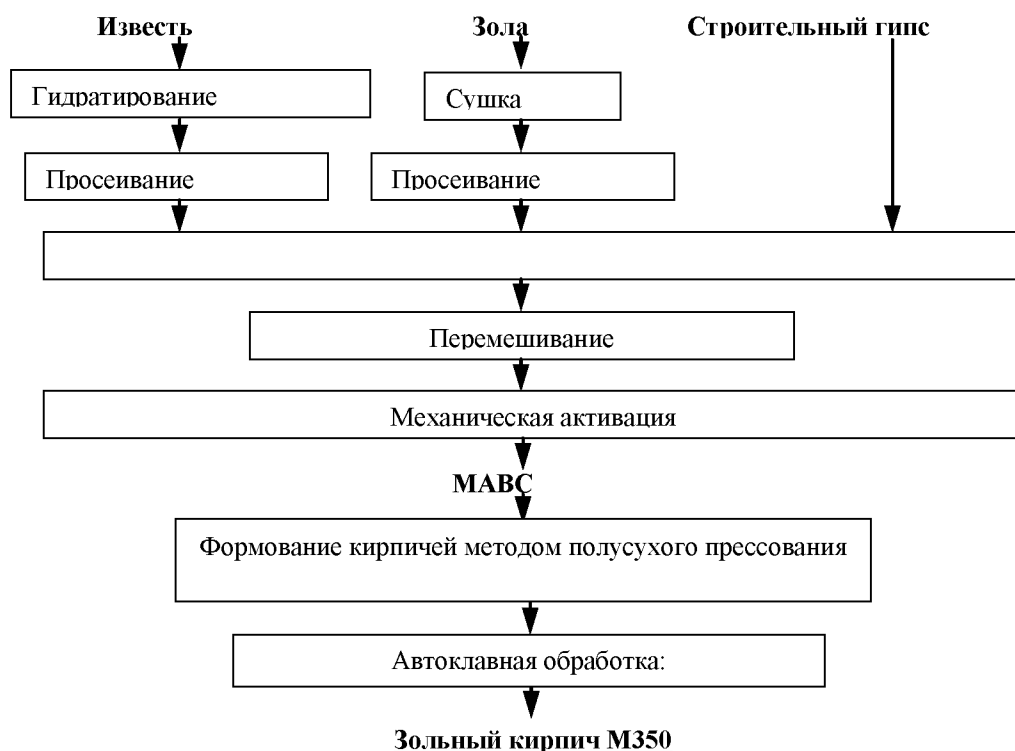 Известь Зола Строительный гипс
Гидратирование Сушка
Просеивание Просеивание
Перемешивание
Механическая активация
МАВС
Формование кирпичей методом полусухого прессования
Автоклавная обработка:
Зольный кирпич М350